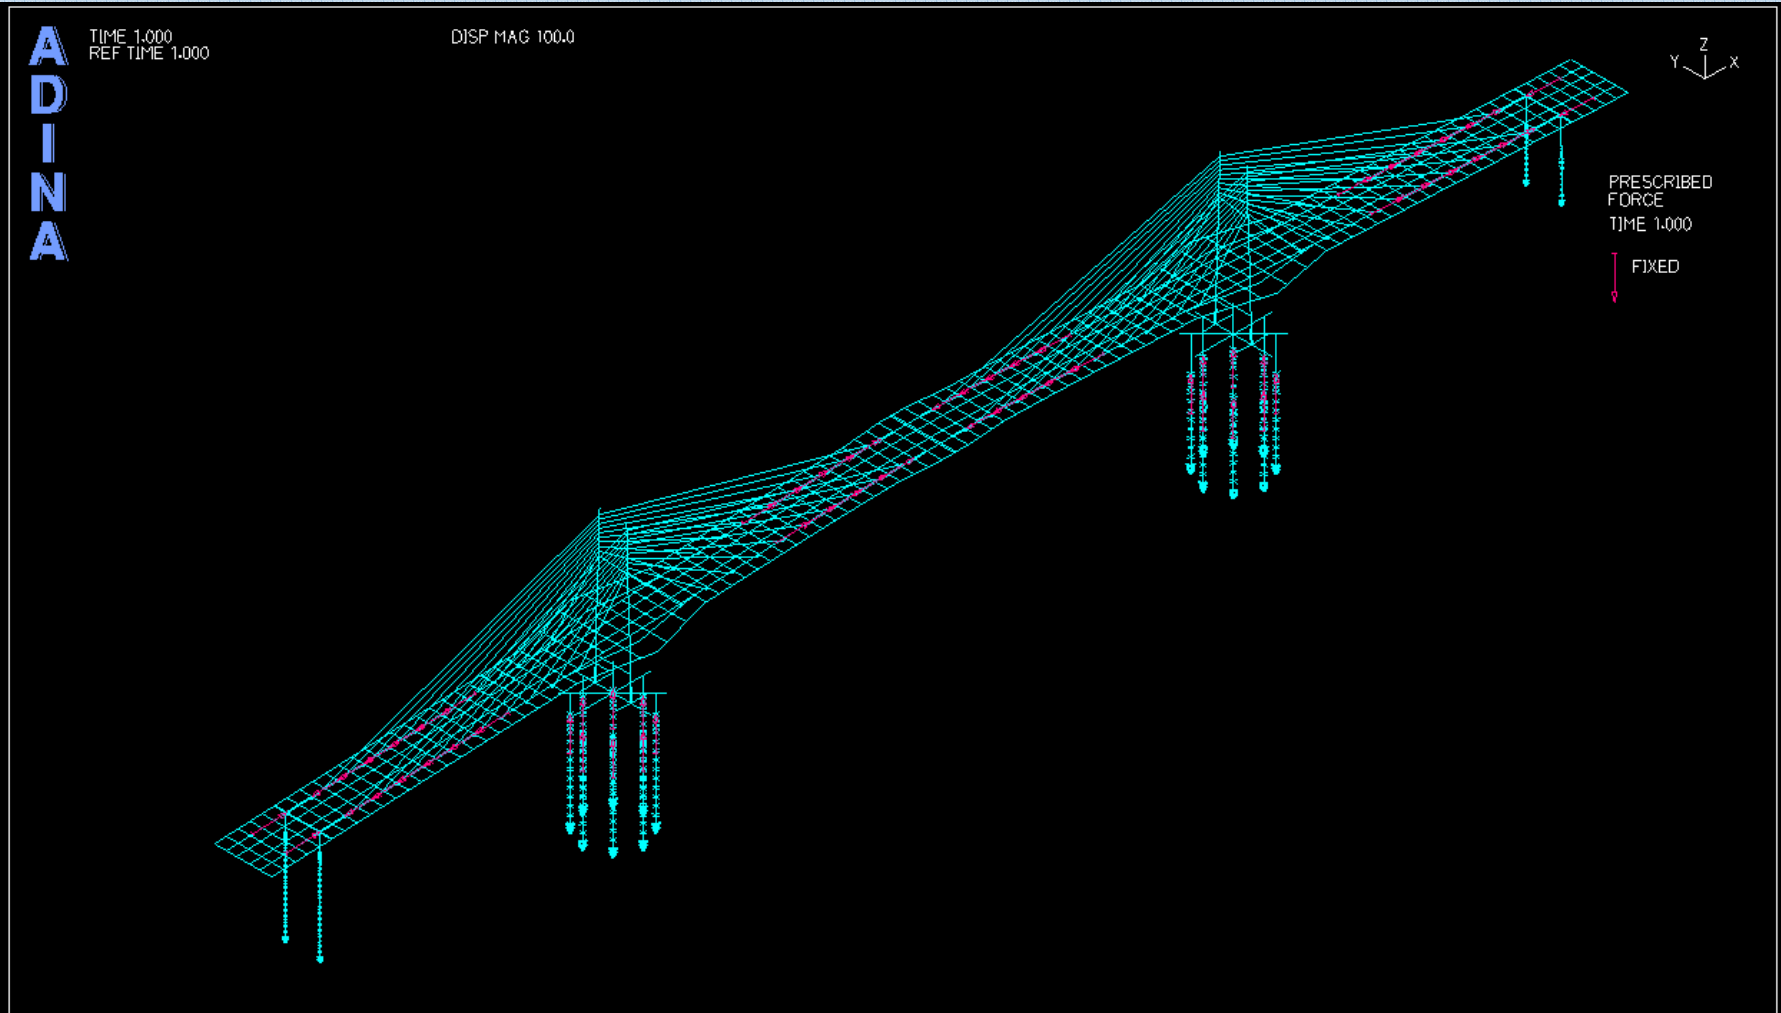 ADINA
TIME 1.000
REF TIME 1.000
DISP MAG 100.0
Z
Y
X
PRESCRIBED
FORCE
TIME 1.000
FIXED